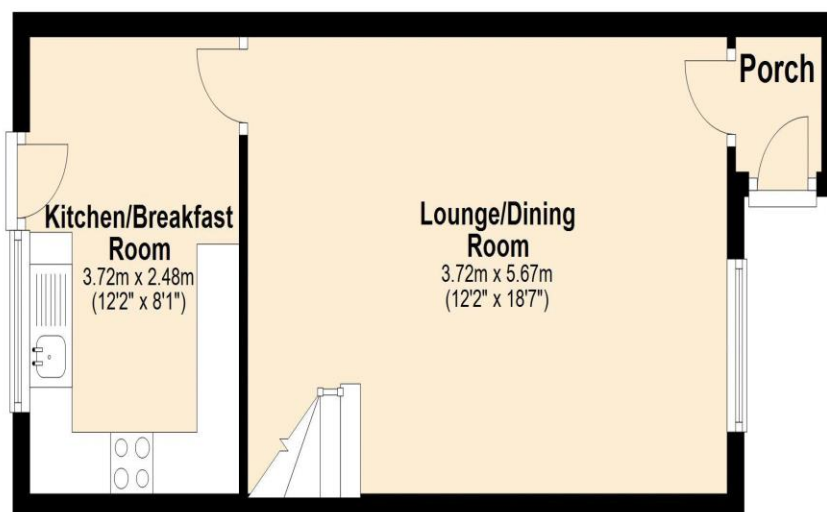 Porch
Kitchen/Breakfast
Room
3.72m x 2.48m
(12'2" x 8'1")
Lounge/Dining
Room
3.72m x 5.67m
(12'2" x 18'7")